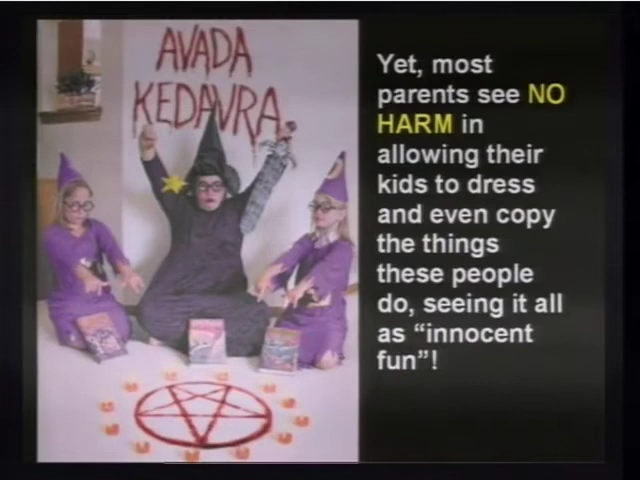 AVADA
KEDAVRA
Yet, most
parents see NO
HARM in
allowing their
kids to dress
and even copy
the things
these people
do, seeing it all
as “innocent
fun”!